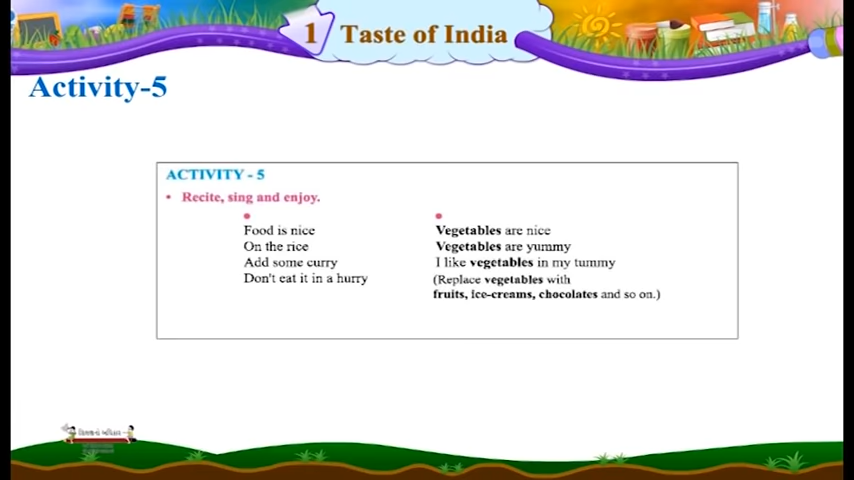 1 Taste of India
Activity-5
ACTIVITY - 5
• Recite, sing and enjoy.
•
Food is nice
On the rice
Add some curry
Don't eat it in a hurry
•
Vegetables are nice
Vegetables are yummy
I like vegetables in my tummy
(Replace vegetables with
fruits, ice-creams, chocolates and so on.)